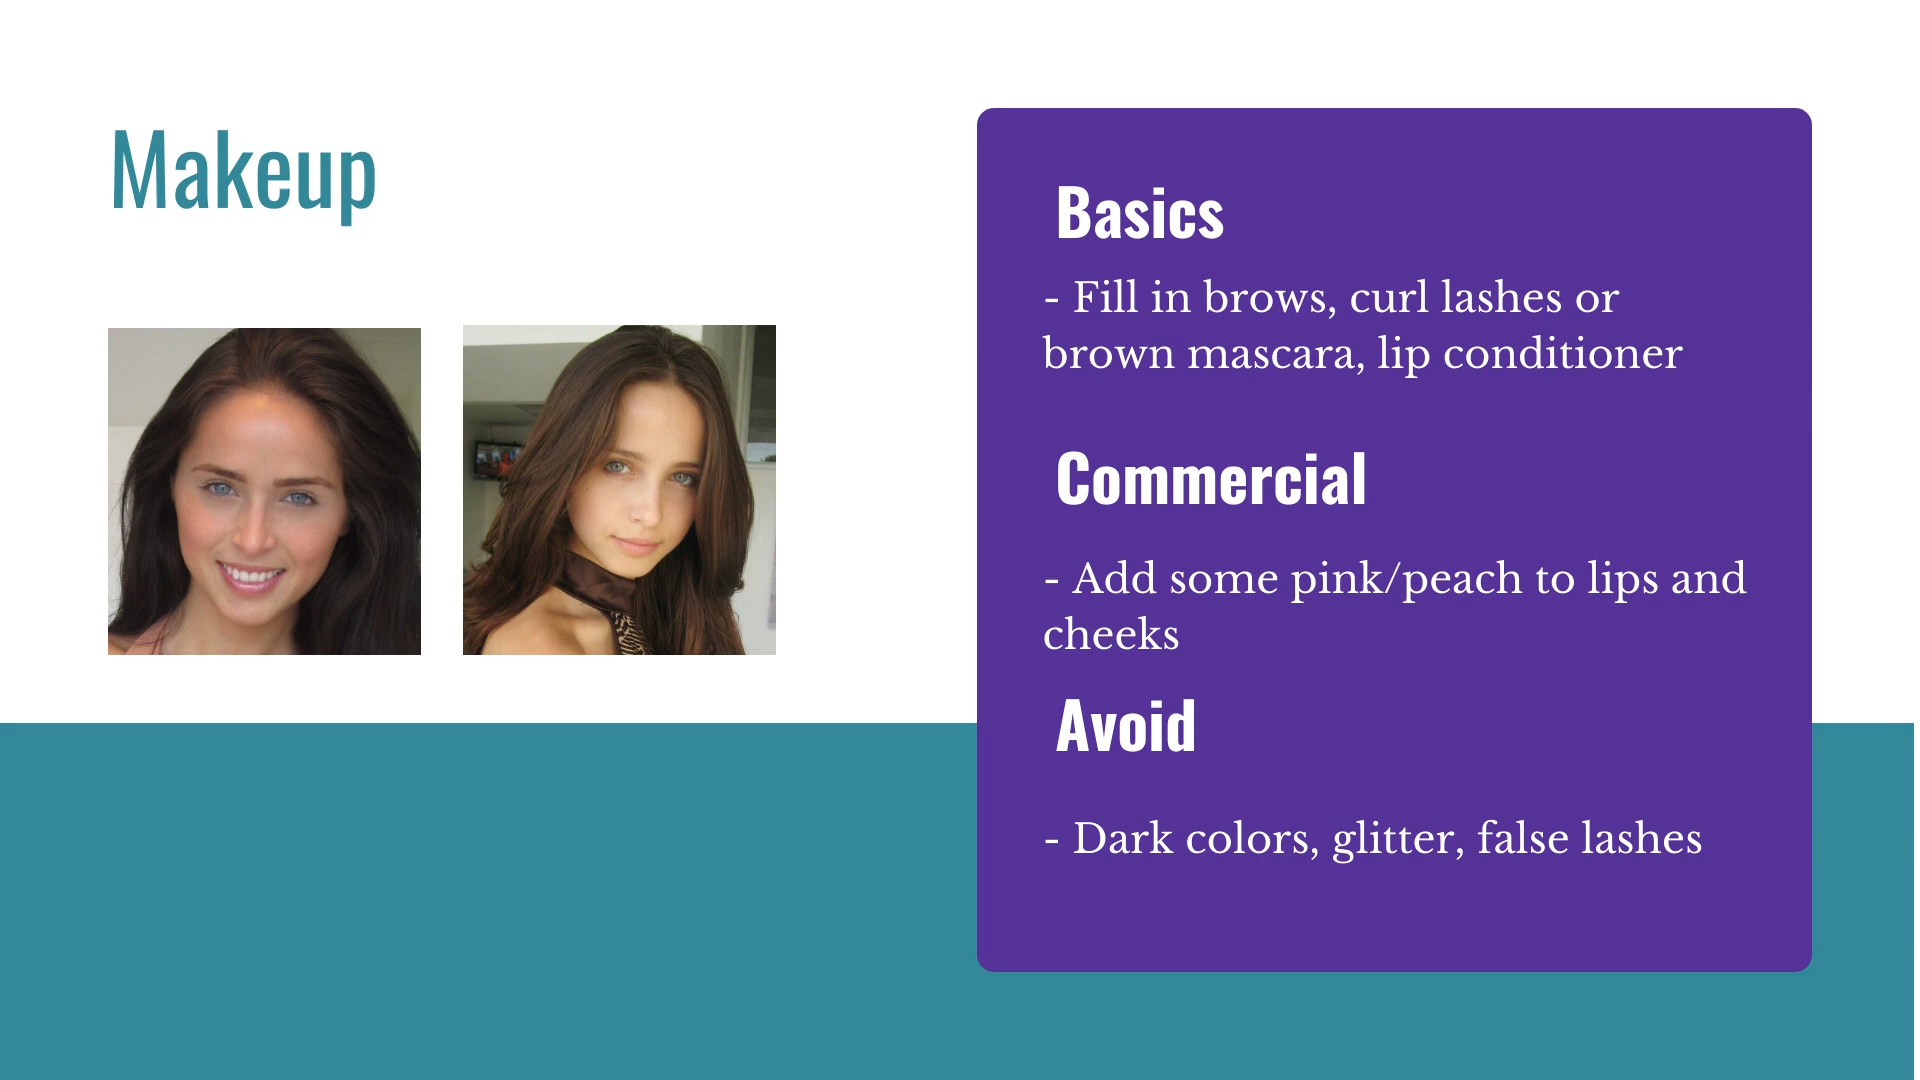 Makeup
Basics
- Fill in brows, curl lashes or
brown mascara, lip conditioner
Commercial
- Add some pink/peach to lips and
cheeks
Avoid
- Dark colors, glitter, false lashes